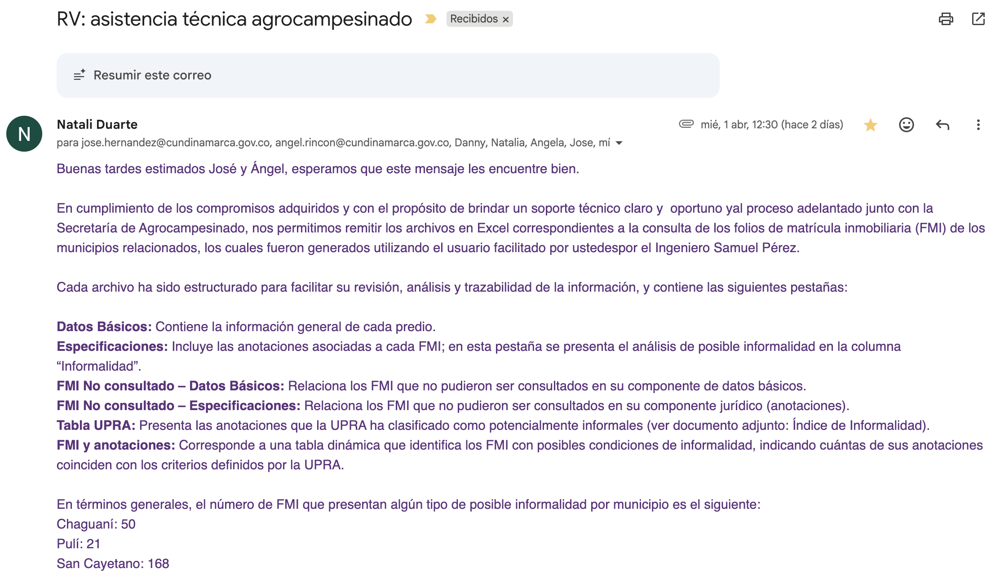 RV: asistencia técnica agrocampesinado
Recibidos ×
Resumir este correo
N
Natali Duarte
mié, 1 abr, 12:30 (hace 2 días)
para jose.hernandez@cundinamarca.gov.co, angel.rincon@cundinamarca.gov.co, Danny, Natalia, Angela, Jose, mí
Buenas tardes estimados José y Ángel, esperamos que este mensaje les encuentre bien.
En cumplimiento de los compromisos adquiridos y con el propósito de brindar un soporte técnico claro y  oportuno yal proceso adelantado junto con la
Secretaría de Agrocampesinado, nos permitimos remitir los archivos en Excel correspondientes a la consulta de los folios de matrícula inmobiliaria (FMI) de los
municipios relacionados, los cuales fueron generados utilizando el usuario facilitado por ustedespor el Ingeniero Samuel Pérez.
Cada archivo ha sido estructurado para facilitar su revisión, análisis y trazabilidad de la información, y contiene las siguientes pestañas:
Datos Básicos: Contiene la información general de cada predio.
Especificaciones: Incluye las anotaciones asociadas a cada FMI; en esta pestaña se presenta el análisis de posible informalidad en la columna
“Informalidad”.
FMI No consultado – Datos Básicos: Relaciona los FMI que no pudieron ser consultados en su componente de datos básicos.
FMI No consultado – Especificaciones: Relaciona los FMI que no pudieron ser consultados en su componente jurídico (anotaciones).
Tabla UPRA: Presenta las anotaciones que la UPRA ha clasificado como potencialmente informales (ver documento adjunto: Índice de Informalidad).
FMI y anotaciones: Corresponde a una tabla dinámica que identifica los FMI con posibles condiciones de informalidad, indicando cuántas de sus anotaciones
coinciden con los criterios definidos por la UPRA.
En términos generales, el número de FMI que presentan algún tipo de posible informalidad por municipio es el siguiente:
Chaguaní: 50
Pulí: 21
San Cayetano: 168